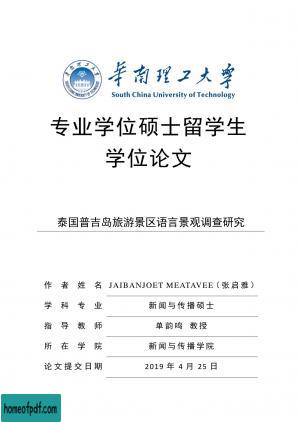 华南理工大学
South China University of Technology
专业学位硕士留学生
学位论文
泰国普吉岛旅游景区语言景观调查研究
作者姓名 JAIBANJOET MEATAVEE（张启雅）
学科专业 新闻与传播硕士
指导教师 单韵鸣 教授
所在学院 新闻与传播学院
论文提交日期 2019 年 4 月 25 日
homeofpdf.com